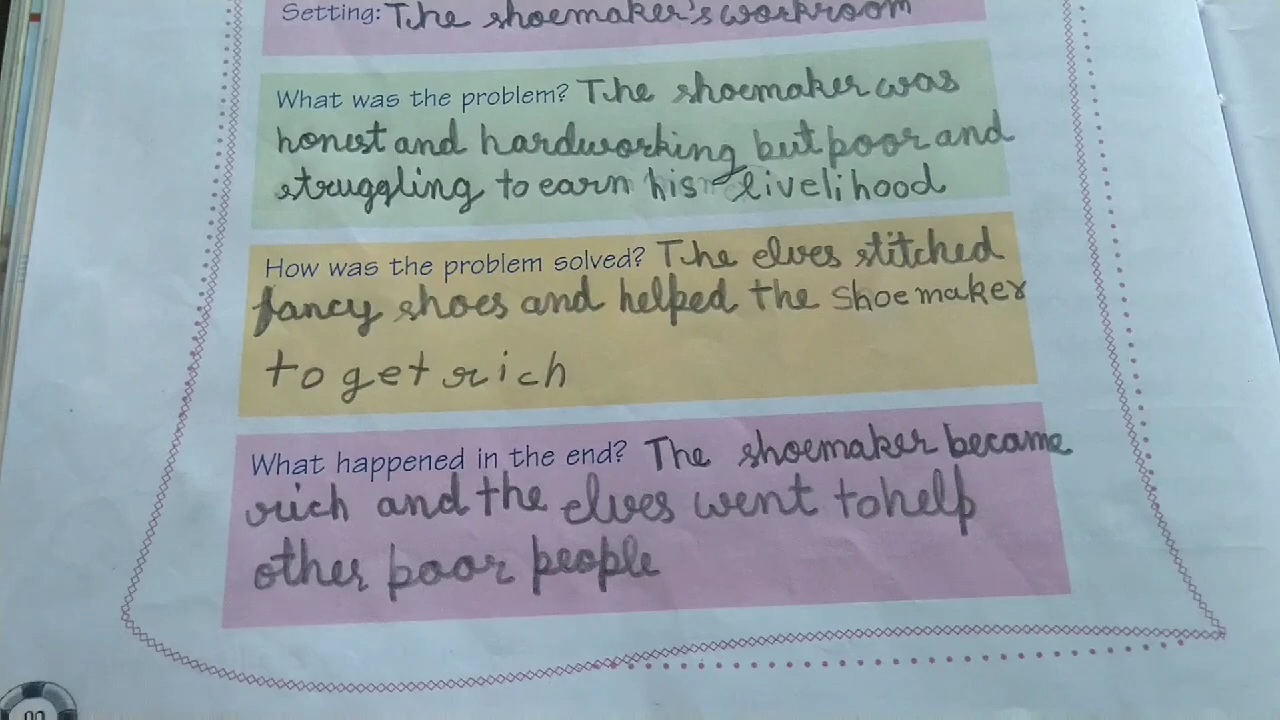 Setting: The shoemaker's workroom
What was the problem? The shoemaker was
honest and hardworking but poor and
struggling to earn his livelihood
How was the problem solved? The elves stitched
fancy shoes and helped the shoemaker
to get rich
What happened in the end? The shoemaker became
rich and the elves went to help
other poor people